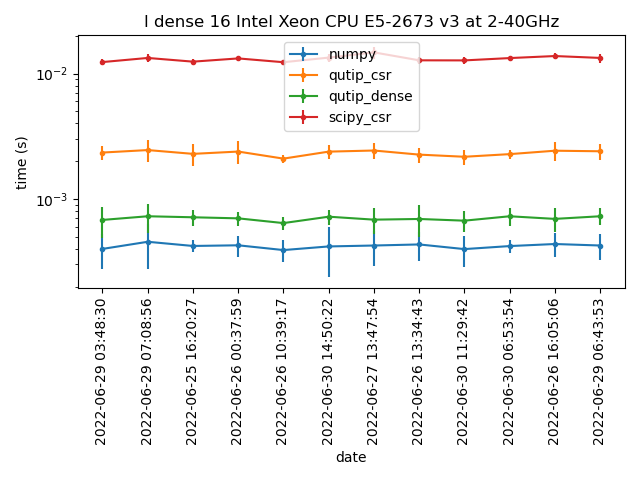 I dense 16 Intel Xeon CPU E5-2673 v3 at 2-40GHz
time (s)
10⁻²
10⁻³
numpy
qutip_csr
qutip_dense
scipy_csr
2022-06-29 03:48:30
2022-06-29 07:08:56
2022-06-25 16:20:27
2022-06-26 00:37:59
2022-06-26 10:39:17
2022-06-30 14:50:22
2022-06-27 13:47:54
2022-06-26 13:34:43
2022-06-30 11:29:42
2022-06-30 06:53:54
2022-06-26 16:05:06
2022-06-29 06:43:53
date